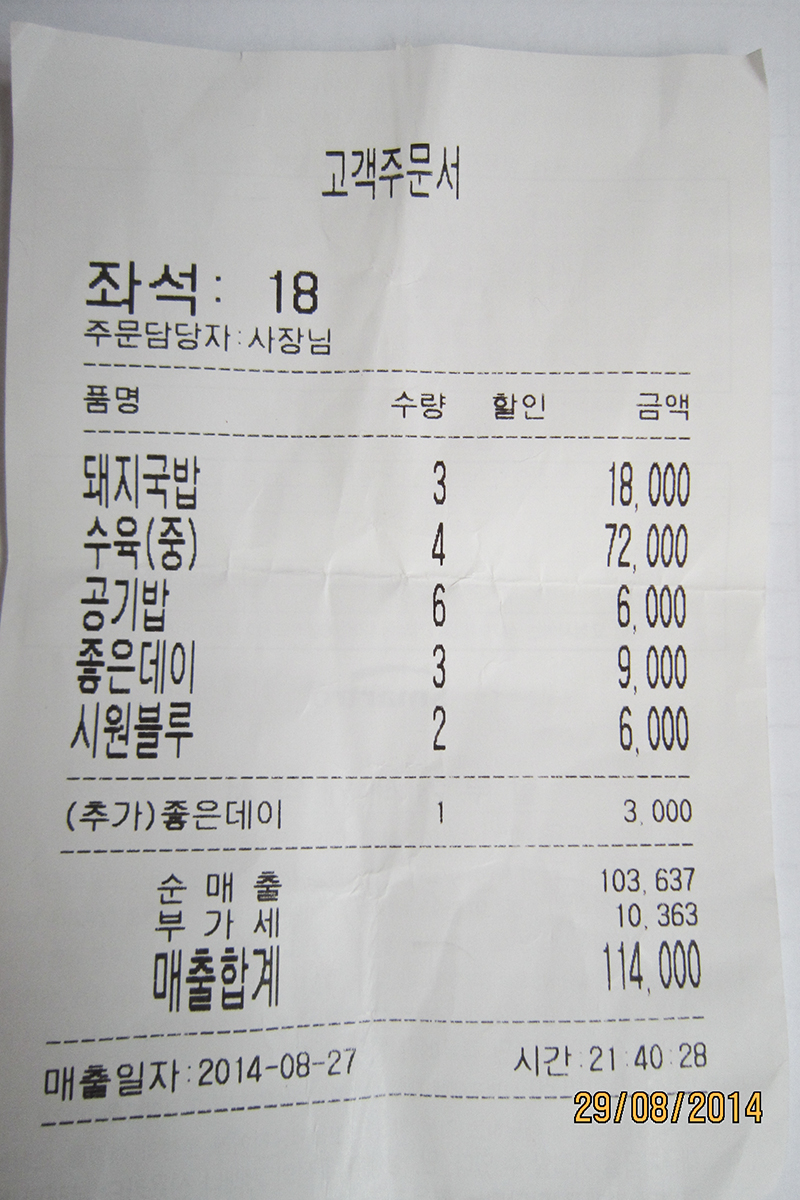 고객주문서
좌석: 18
주문담당자:사장님
품명 수량 할인 금액
돼지국밥 3 18,000
수육(중) 4 72,000
공기밥 6 6,000
좋은데이 3 9,000
시원블루 2 6,000
(추가)좋은데이 1 3,000
순 매 출 103,637
부 가 세 10,363
매출합계 114,000
매출일자:2014-08-27 시간:21:40:28
29/08/2014